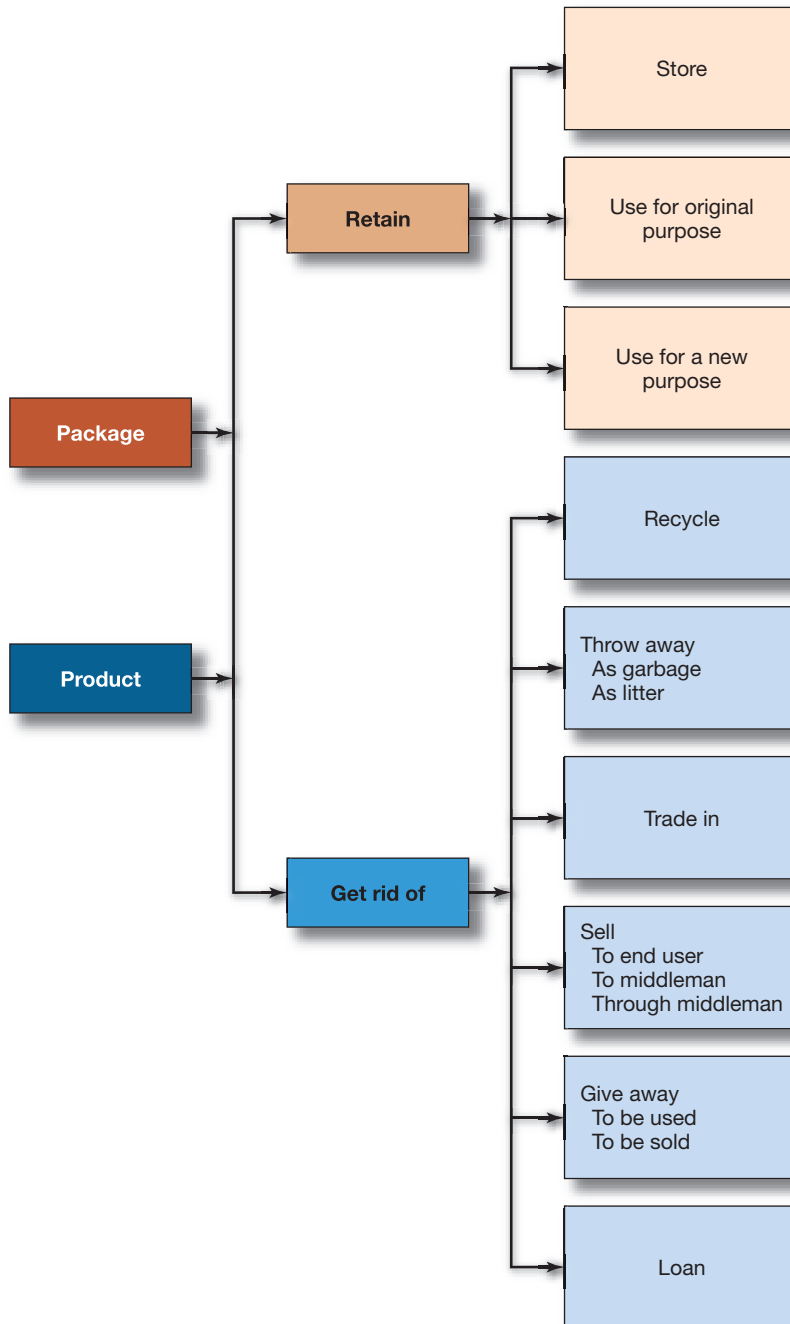 Store
Retain
Use for original
purpose
Use for a new
purpose
Package
Recycle
Product
Throw away
As garbage
As litter
Trade in
Get rid of
Sell
To end user
To middleman
Through middleman
Give away
To be used
To be sold
Loan